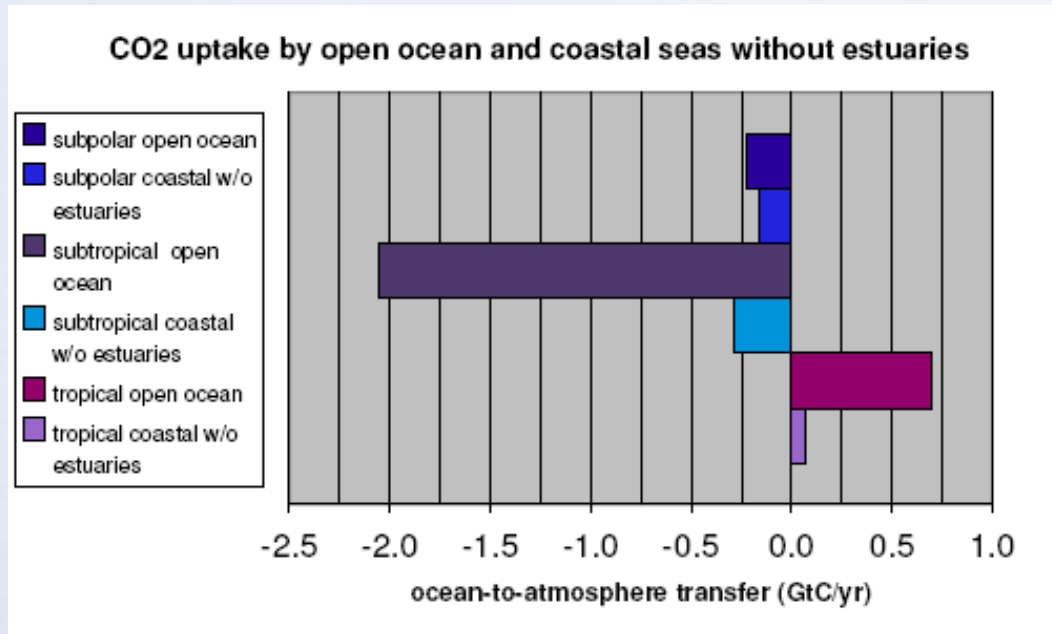 CO2 uptake by open ocean and coastal seas without estuaries
subpolar open ocean
subpolar coastal w/o
estuaries
subtropical open
ocean
subtropical coastal
w/o estuaries
tropical open ocean
tropical coastal w/o
estuaries
-2.5 -2.0 -1.5 -1.0 -0.5 0.0 0.5 1.0
ocean-to-atmosphere transfer (GtC/yr)